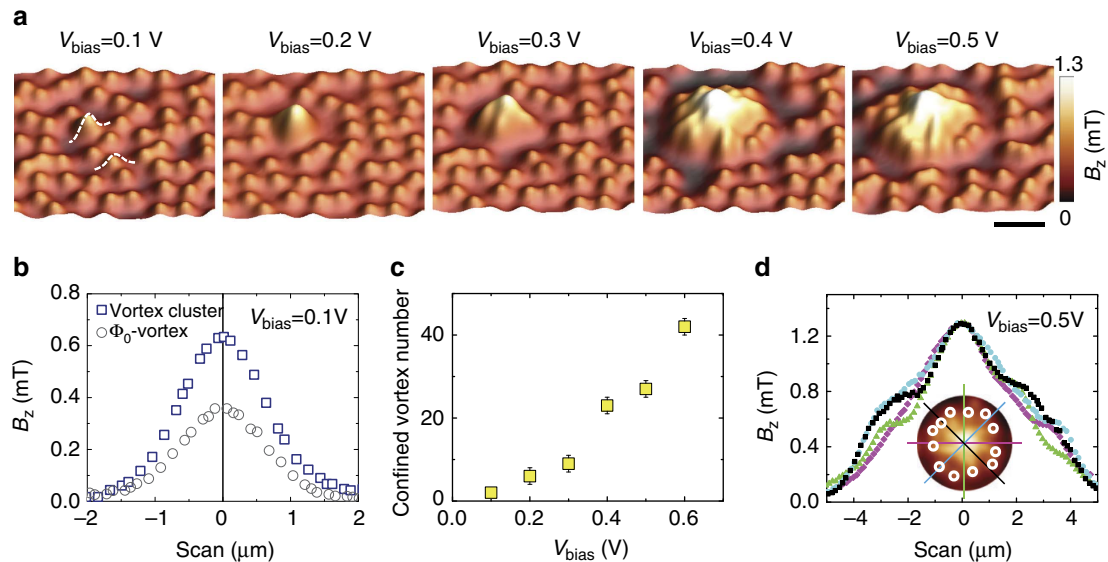 a
V_bias=0.1 V
V_bias=0.2 V
V_bias=0.3 V
V_bias=0.4 V
V_bias=0.5 V
1.3
B_z (mT)
0
b
0.8
0.6
0.4
0.2
0.0
B_z (mT)
Vortex cluster
Φ_0-vortex
V_bias=0.1V
−2 −1 0 1 2
Scan (μm)
c
40
20
0
Confined vortex number
0.0 0.2 0.4 0.6
V_bias (V)
d
1.2
0.8
0.4
0.0
B_z (mT)
V_bias=0.5V
−4 −2 0 2 4
Scan (μm)